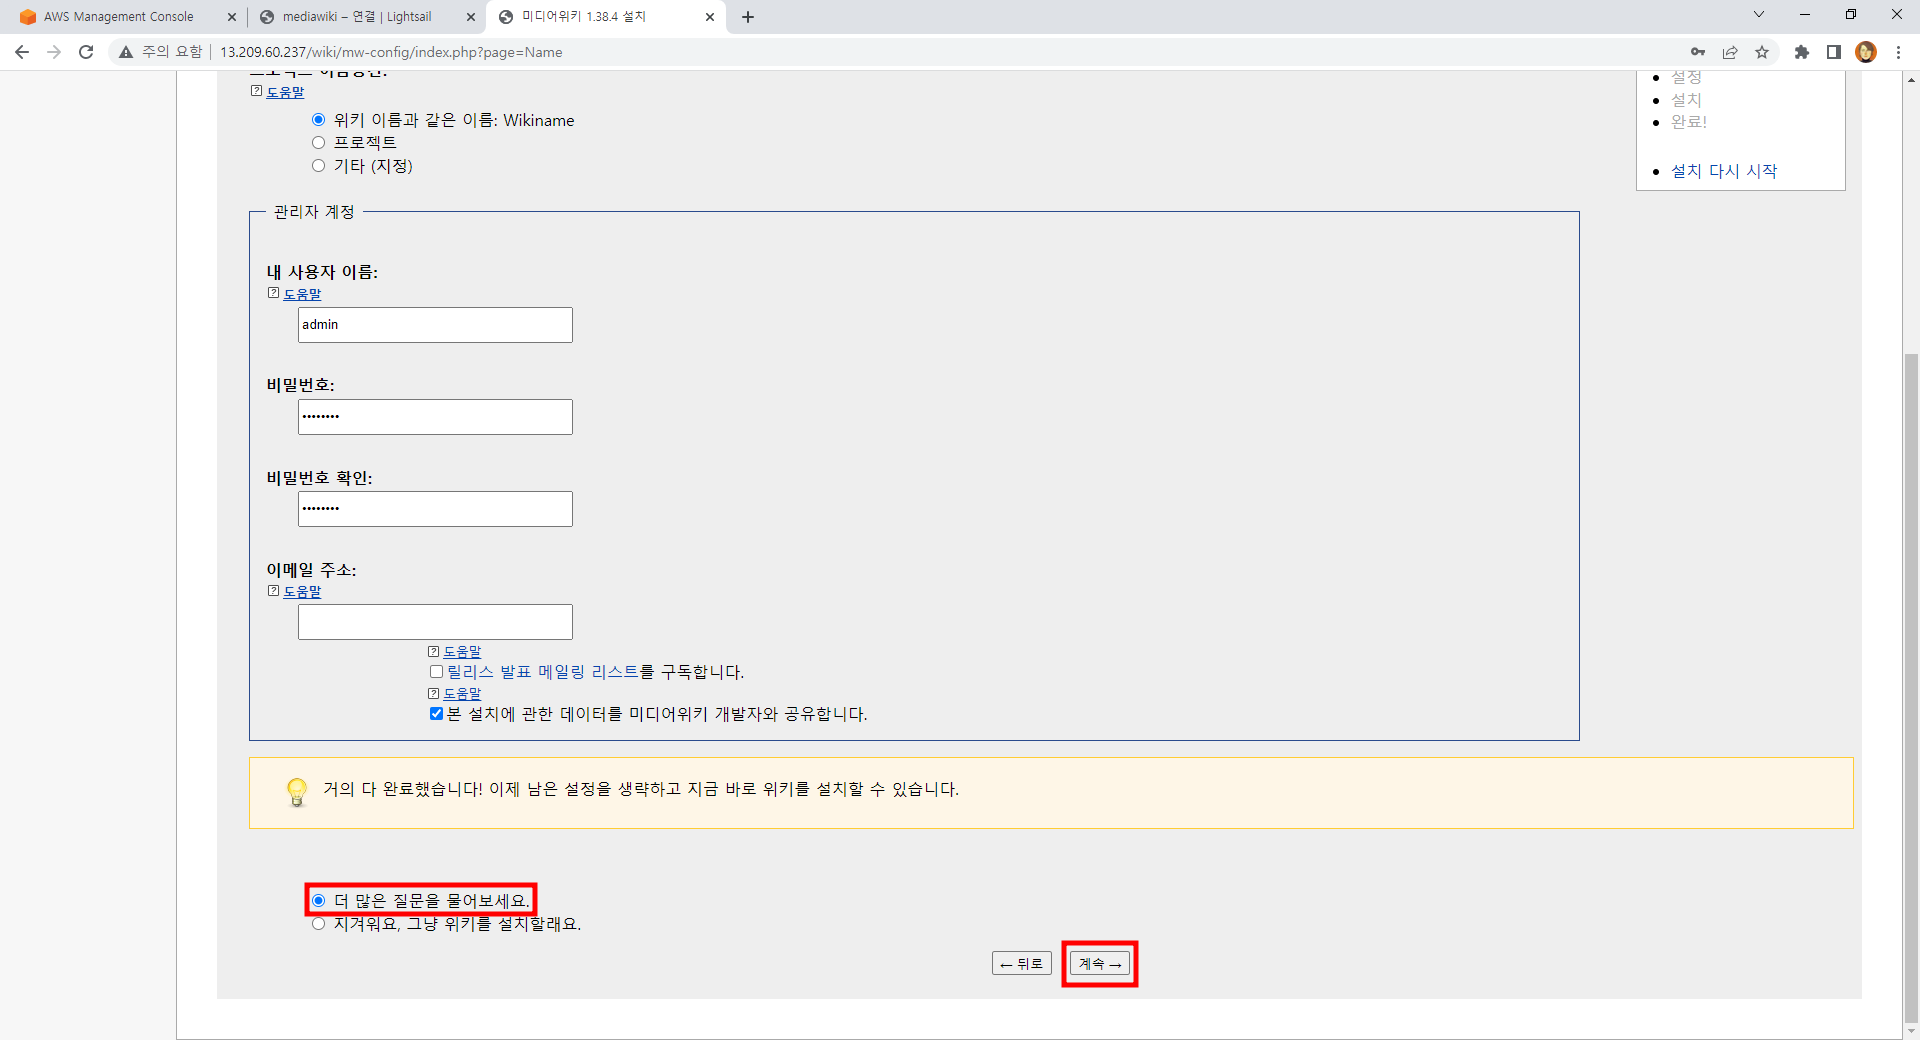 AWS Management Console
mediawiki – 연결 | Lightsail
미디어위키 1.38.4 설치
주의 요함
13.209.60.237/wiki/mw-config/index.php?page=Name
도움말
위키 이름과 같은 이름: Wikiname
프로젝트
기타 (지정)
설정
설치
완료!
설치 다시 시작
관리자 계정
내 사용자 이름:
도움말
admin
비밀번호:
••••••••
비밀번호 확인:
••••••••
이메일 주소:
도움말
도움말
릴리스 발표 메일링 리스트를 구독합니다.
도움말
본 설치에 관한 데이터를 미디어위키 개발자와 공유합니다.
거의 다 완료했습니다! 이제 남은 설정을 생략하고 지금 바로 위키를 설치할 수 있습니다.
더 많은 질문을 물어보세요.
지겨워요, 그냥 위키를 설치할래요.
← 뒤로
계속 →